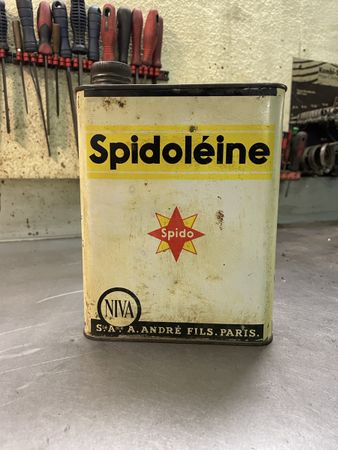 Spidoléine
Spido
NIVA
S.A. A. ANDRÉ FILS. PARIS.